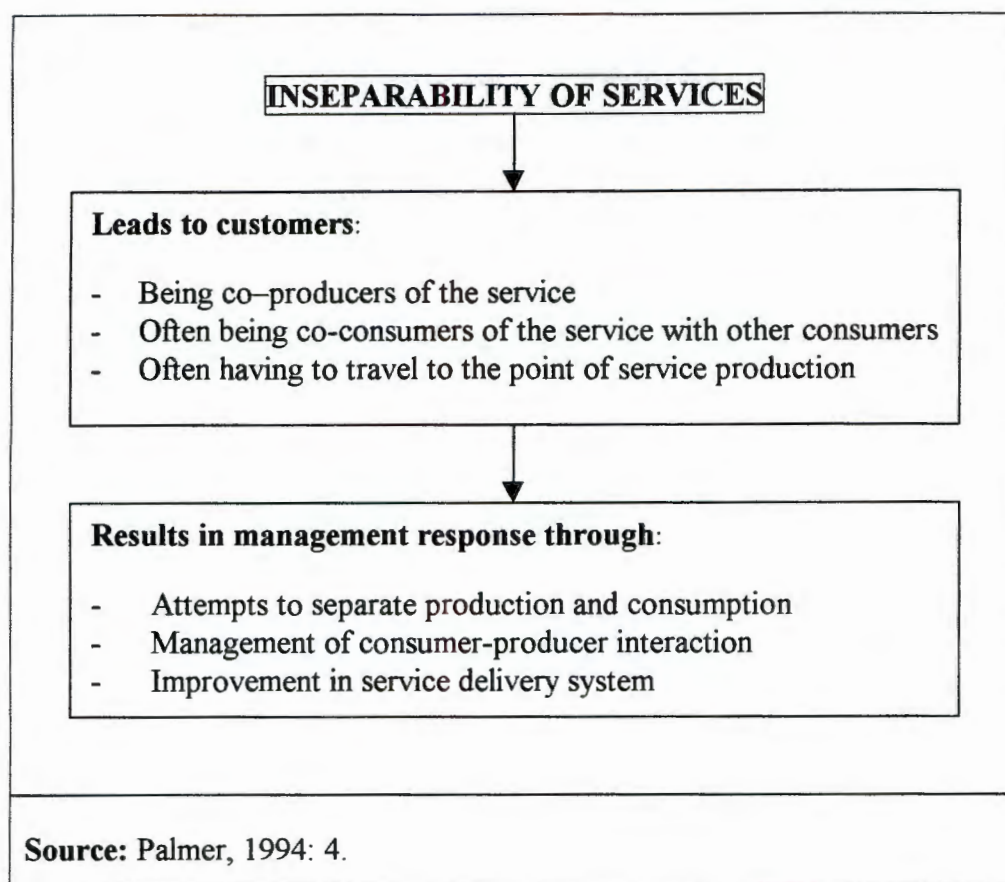 INSEPARABILITY OF SERVICES
Leads to customers:
- Being co–producers of the service
- Often being co-consumers of the service with other consumers
- Often having to travel to the point of service production
Results in management response through:
- Attempts to separate production and consumption
- Management of consumer-producer interaction
- Improvement in service delivery system
Source: Palmer, 1994: 4.